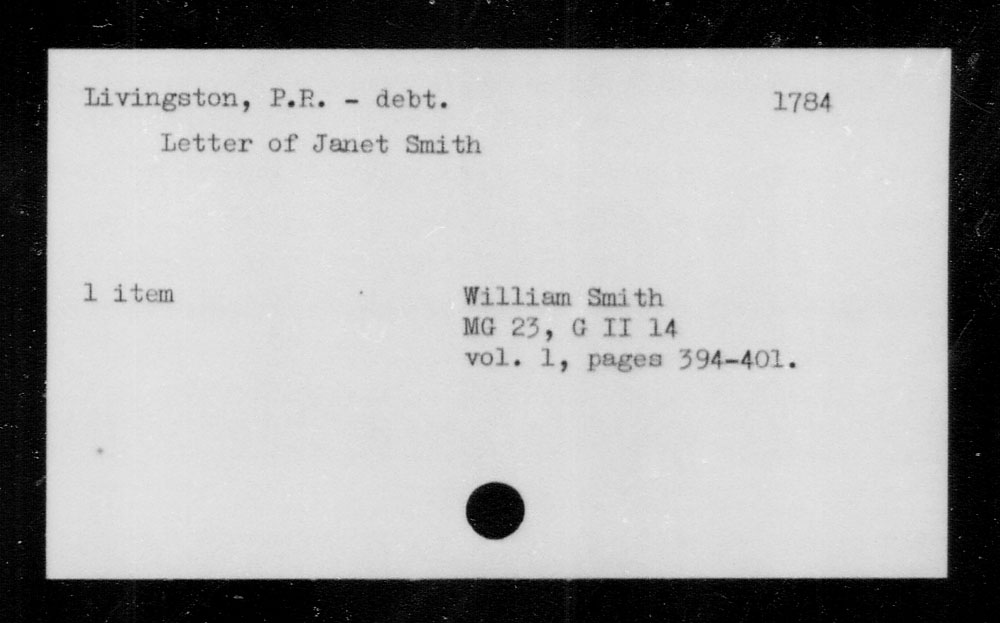 Livingston, P.R. - debt. 1784
Letter of Janet Smith
1 item
William Smith
MG 23, G II 14
vol. 1, pages 394-401.